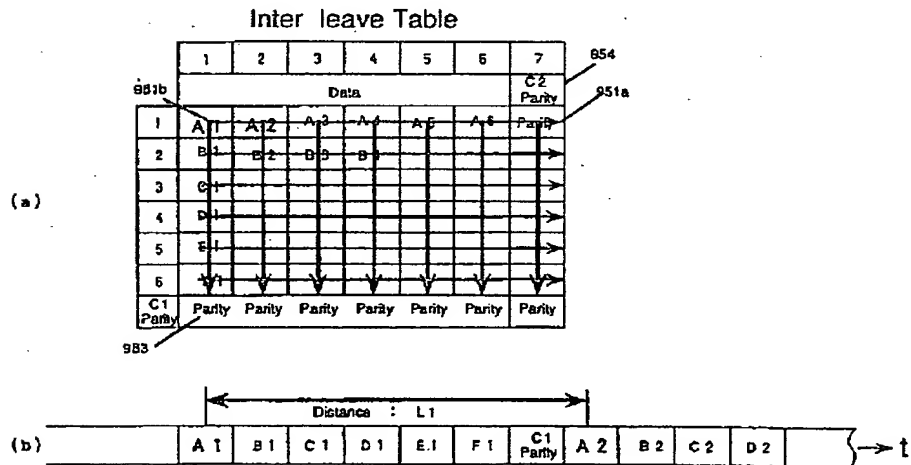 Inter leave Table
1 2 3 4 5 6 7
954
Data C2 Parity
951b
951a
1 A 1 A 2 A 3 A 4 A 5 A 6 Parity
2 B 1 B 2 B 3 B 4
3 C 1
(a)
4 D 1
5 E 1
6
C1 Parity Parity Parity Parity Parity Parity Parity Parity
983
Distance : L 1
(b) A 1 B 1 C 1 D 1 E.1 F 1 C1 Parity A 2 B 2 C 2 D 2 t